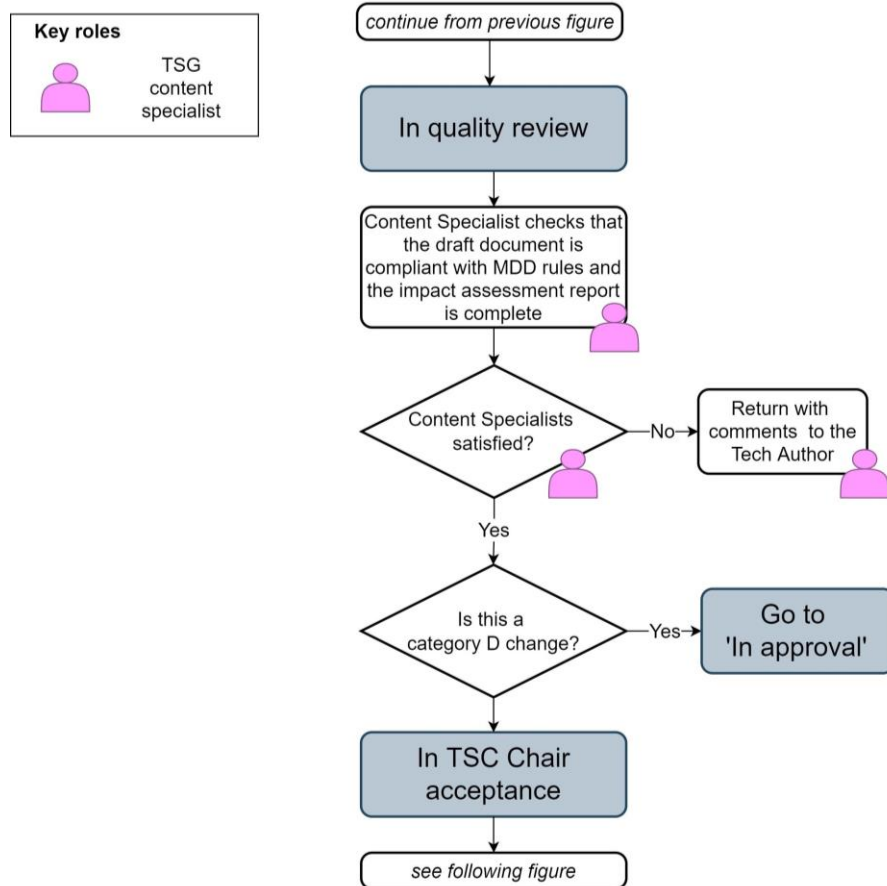 Key roles
TSG
content
specialist
continue from previous figure
In quality review
Content Specialist checks that
the draft document is
compliant with MDD rules and
the impact assessment report
is complete
Content Specialists
satisfied?
No
Return with
comments to the
Tech Author
Yes
Is this a
category D change?
Yes
Go to
'In approval'
In TSC Chair
acceptance
see following figure